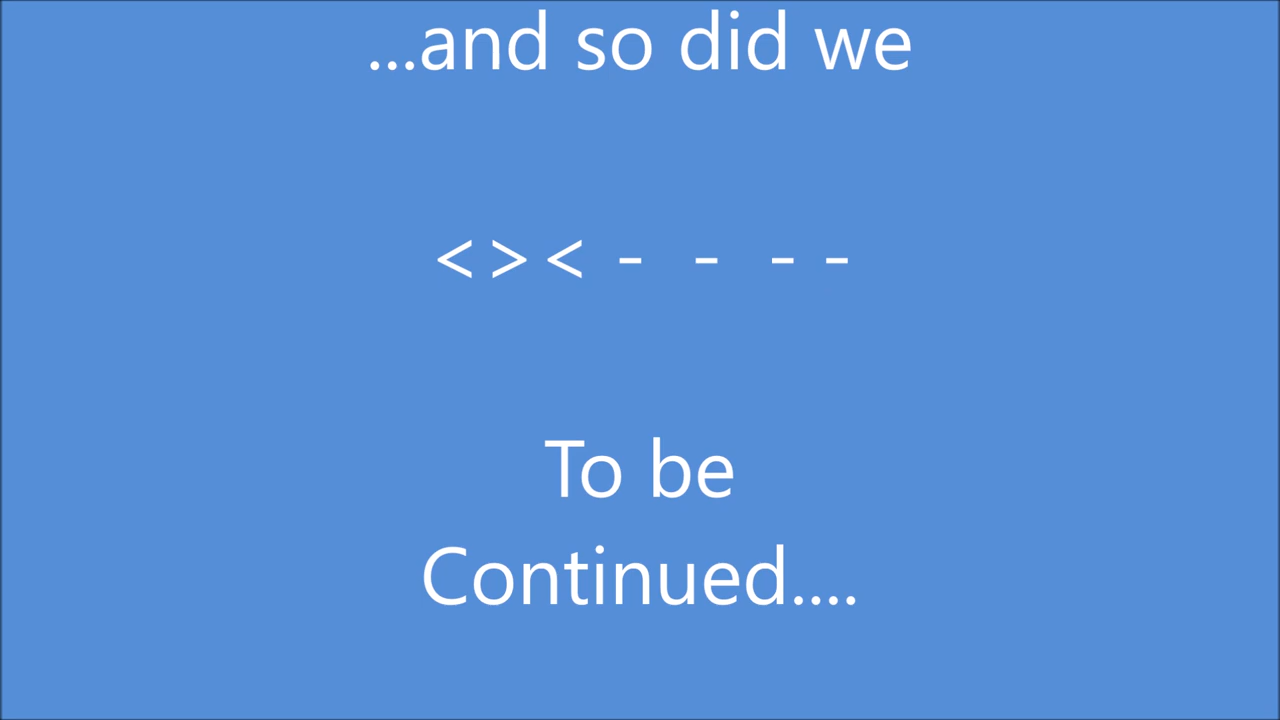 ...and so did we
< > < -  -  - -
To be
Continued....